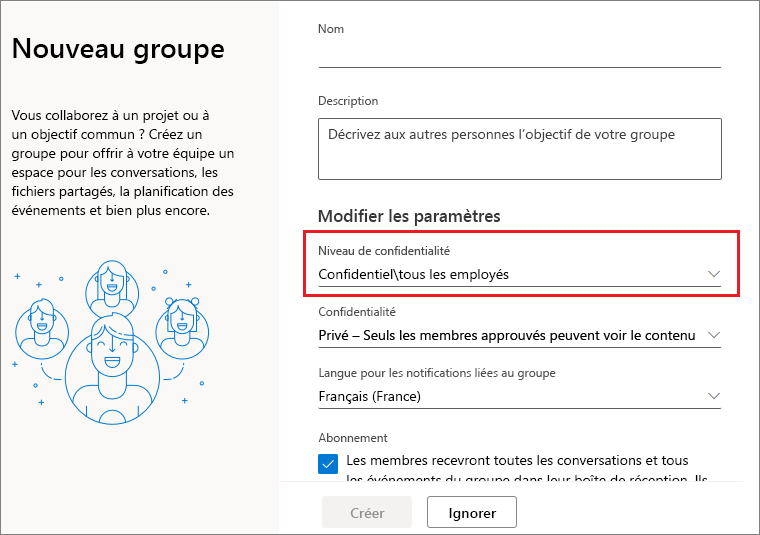 Nouveau groupe
Vous collaborez à un projet ou à
un objectif commun ? Créez un
groupe pour offrir à votre équipe un
espace pour les conversations, les
fichiers partagés, la planification des
événements et bien plus encore.
Nom
Description
Décrivez aux autres personnes l’objectif de votre groupe
Modifier les paramètres
Niveau de confidentialité
Confidentiel\tous les employés
Confidentialité
Privé – Seuls les membres approuvés peuvent voir le contenu
Langue pour les notifications liées au groupe
Français (France)
Abonnement
Les membres recevront toutes les conversations et tous
les événements du groupe dans leur boîte de réception. Ils
Créer
Ignorer